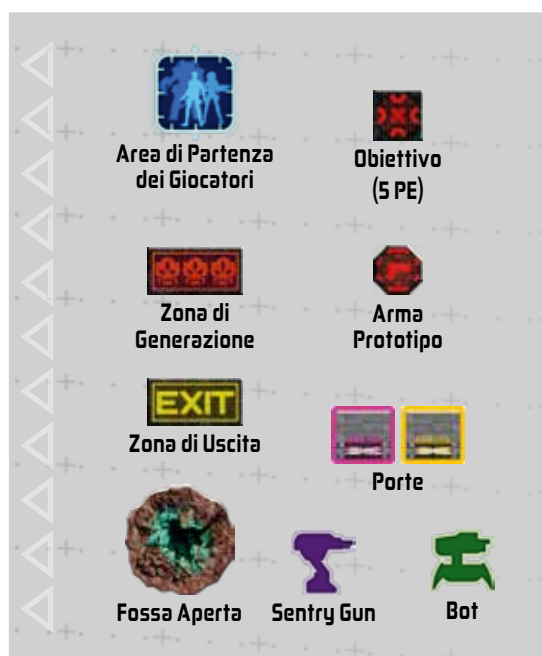 Area di Partenza
dei Giocatori
Obiettivo
(5 PE)
Zona di
Generazione
Arma
Prototipo
EXIT
Zona di Uscita
Porte
Fossa Aperta
Sentry Gun
Bot